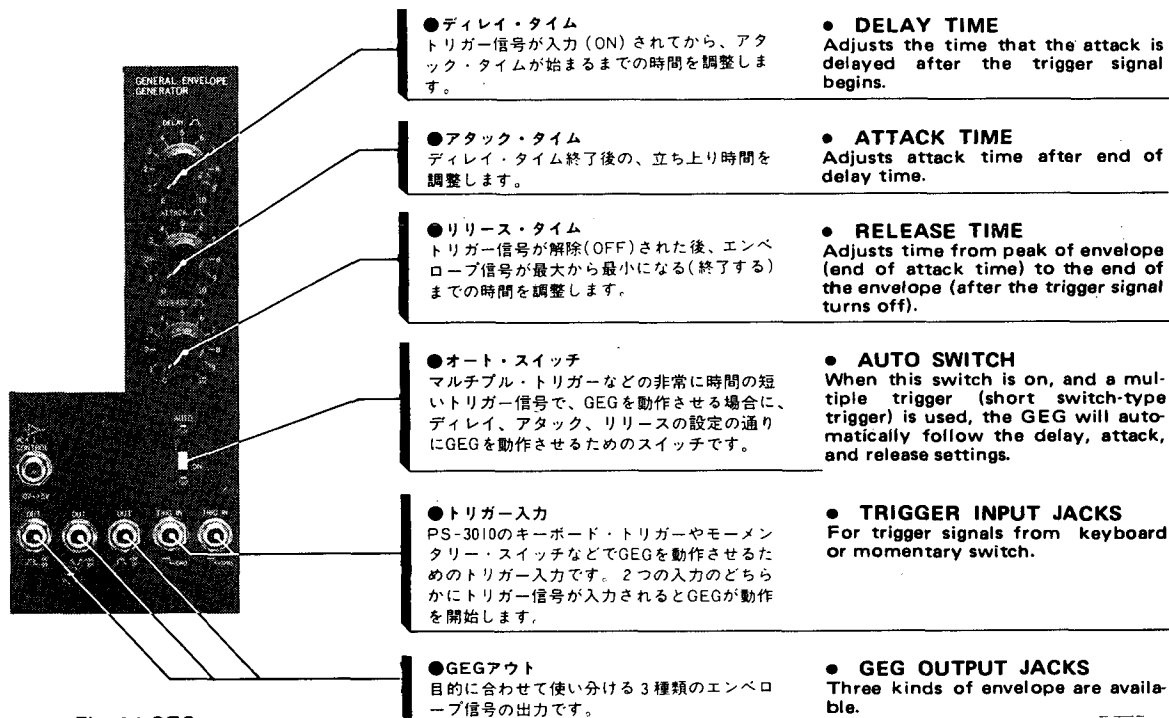 ●ディレイ・タイム
トリガー信号が入力(ON)されてから、アタ
ック・タイムが始まるまでの時間を調整しま
す。
● DELAY TIME
Adjusts the time that the attack is
delayed after the trigger signal
begins.
●アタック・タイム
ディレイ・タイム終了後の、立ち上り時間を
調整します。
● ATTACK TIME
Adjusts attack time after end of
delay time.
●リリース・タイム
トリガー信号が解除(OFF)された後、エンベ
ロープ信号が最大から最小になる(終了する)
までの時間を調整します。
● RELEASE TIME
Adjusts time from peak of envelope
(end of attack time) to the end of
the envelope (after the trigger signal
turns off).
●オート・スイッチ
マルチプル・トリガーなどの非常に時間の短
いトリガー信号で、GEGを動作させる場合に、
ディレイ、アタック、リリースの設定の通り
にGEGを動作させるためのスイッチです。
● AUTO SWITCH
When this switch is on, and a mul-
tiple trigger (short switch-type
trigger) is used, the GEG will auto-
matically follow the delay, attack,
and release settings.
●トリガー入力
PS-3010のキーボード・トリガーやモーメン
タリー・スイッチなどでGEGを動作させるた
めのトリガー入力です。2つの入力のどちら
かにトリガー信号が入力されるとGEGが動作
を開始します。
● TRIGGER INPUT JACKS
For trigger signals from keyboard
or momentary switch.
●GEGアウト
目的に合わせて使い分ける3種類のエンベロ
ープ信号の出力です。
● GEG OUTPUT JACKS
Three kinds of envelope are availa-
ble.
GENERAL ENVELOPE
GENERATOR
DELAY
ATTACK
AUTO
ON
CONTROL
OUT OUT OUT TRIG IN TRIG IN